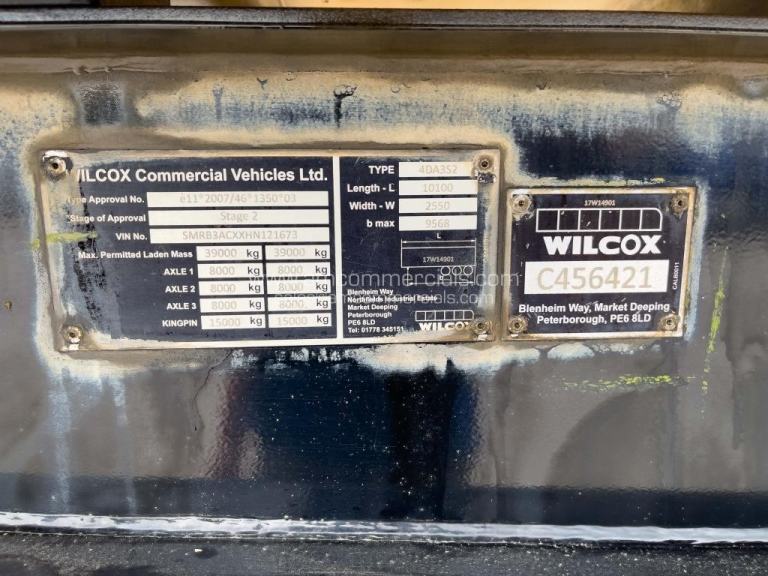 WILCOX Commercial Vehicles Ltd.
Type Approval No. e11*2007/46*1350*03
*Stage of Approval Stage 2
VIN No. SMRB3ACXXHN121673
Max. Permitted Laden Mass 39000 kg 39000 kg
AXLE 1 8000 kg 8000 kg
AXLE 2 8000 kg 8000 kg
AXLE 3 8000 kg 8000 kg
KINGPIN 15000 kg 15000 kg
TYPE 4DA3S2
Length - L 10100
Width - W 2550
b max 9568
L
17W14901
Blenheim Way
Northfields Industrial Estate
Market Deeping
Peterborough
PE6 8LD
Tel: 01778 345151
WILCOX
17W14901
WILCOX
C456421
CALB0011
Blenheim Way, Market Deeping
Peterborough, PE6 8LD